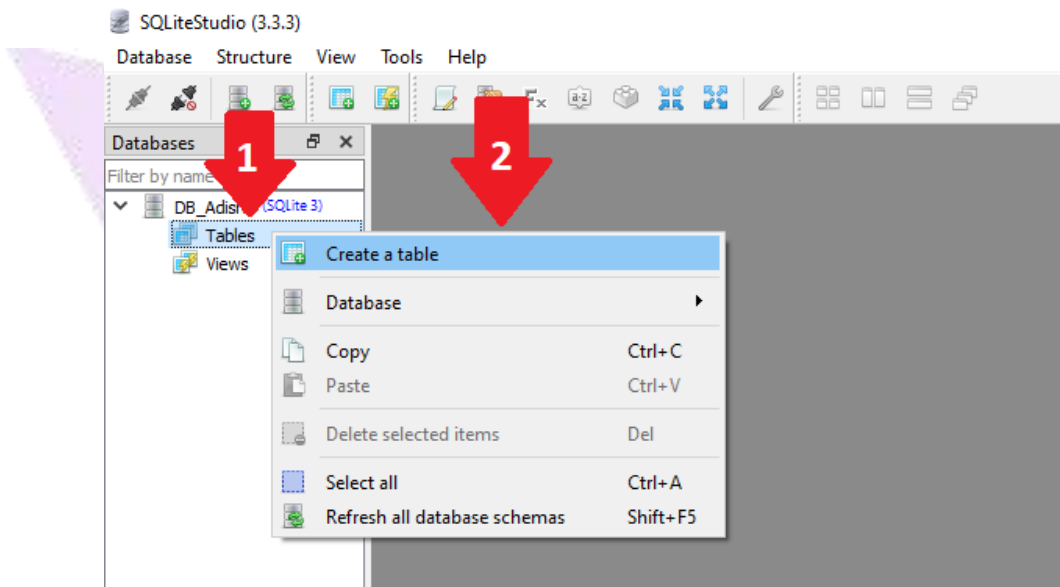 SQLiteStudio (3.3.3)
Database Structure View Tools Help
Databases
1
2
Filter by name
(SQLite 3)
Tables
Views
Create a table
Database
Copy Ctrl+C
Paste Ctrl+V
Delete selected items Del
Select all Ctrl+A
Refresh all database schemas Shift+F5